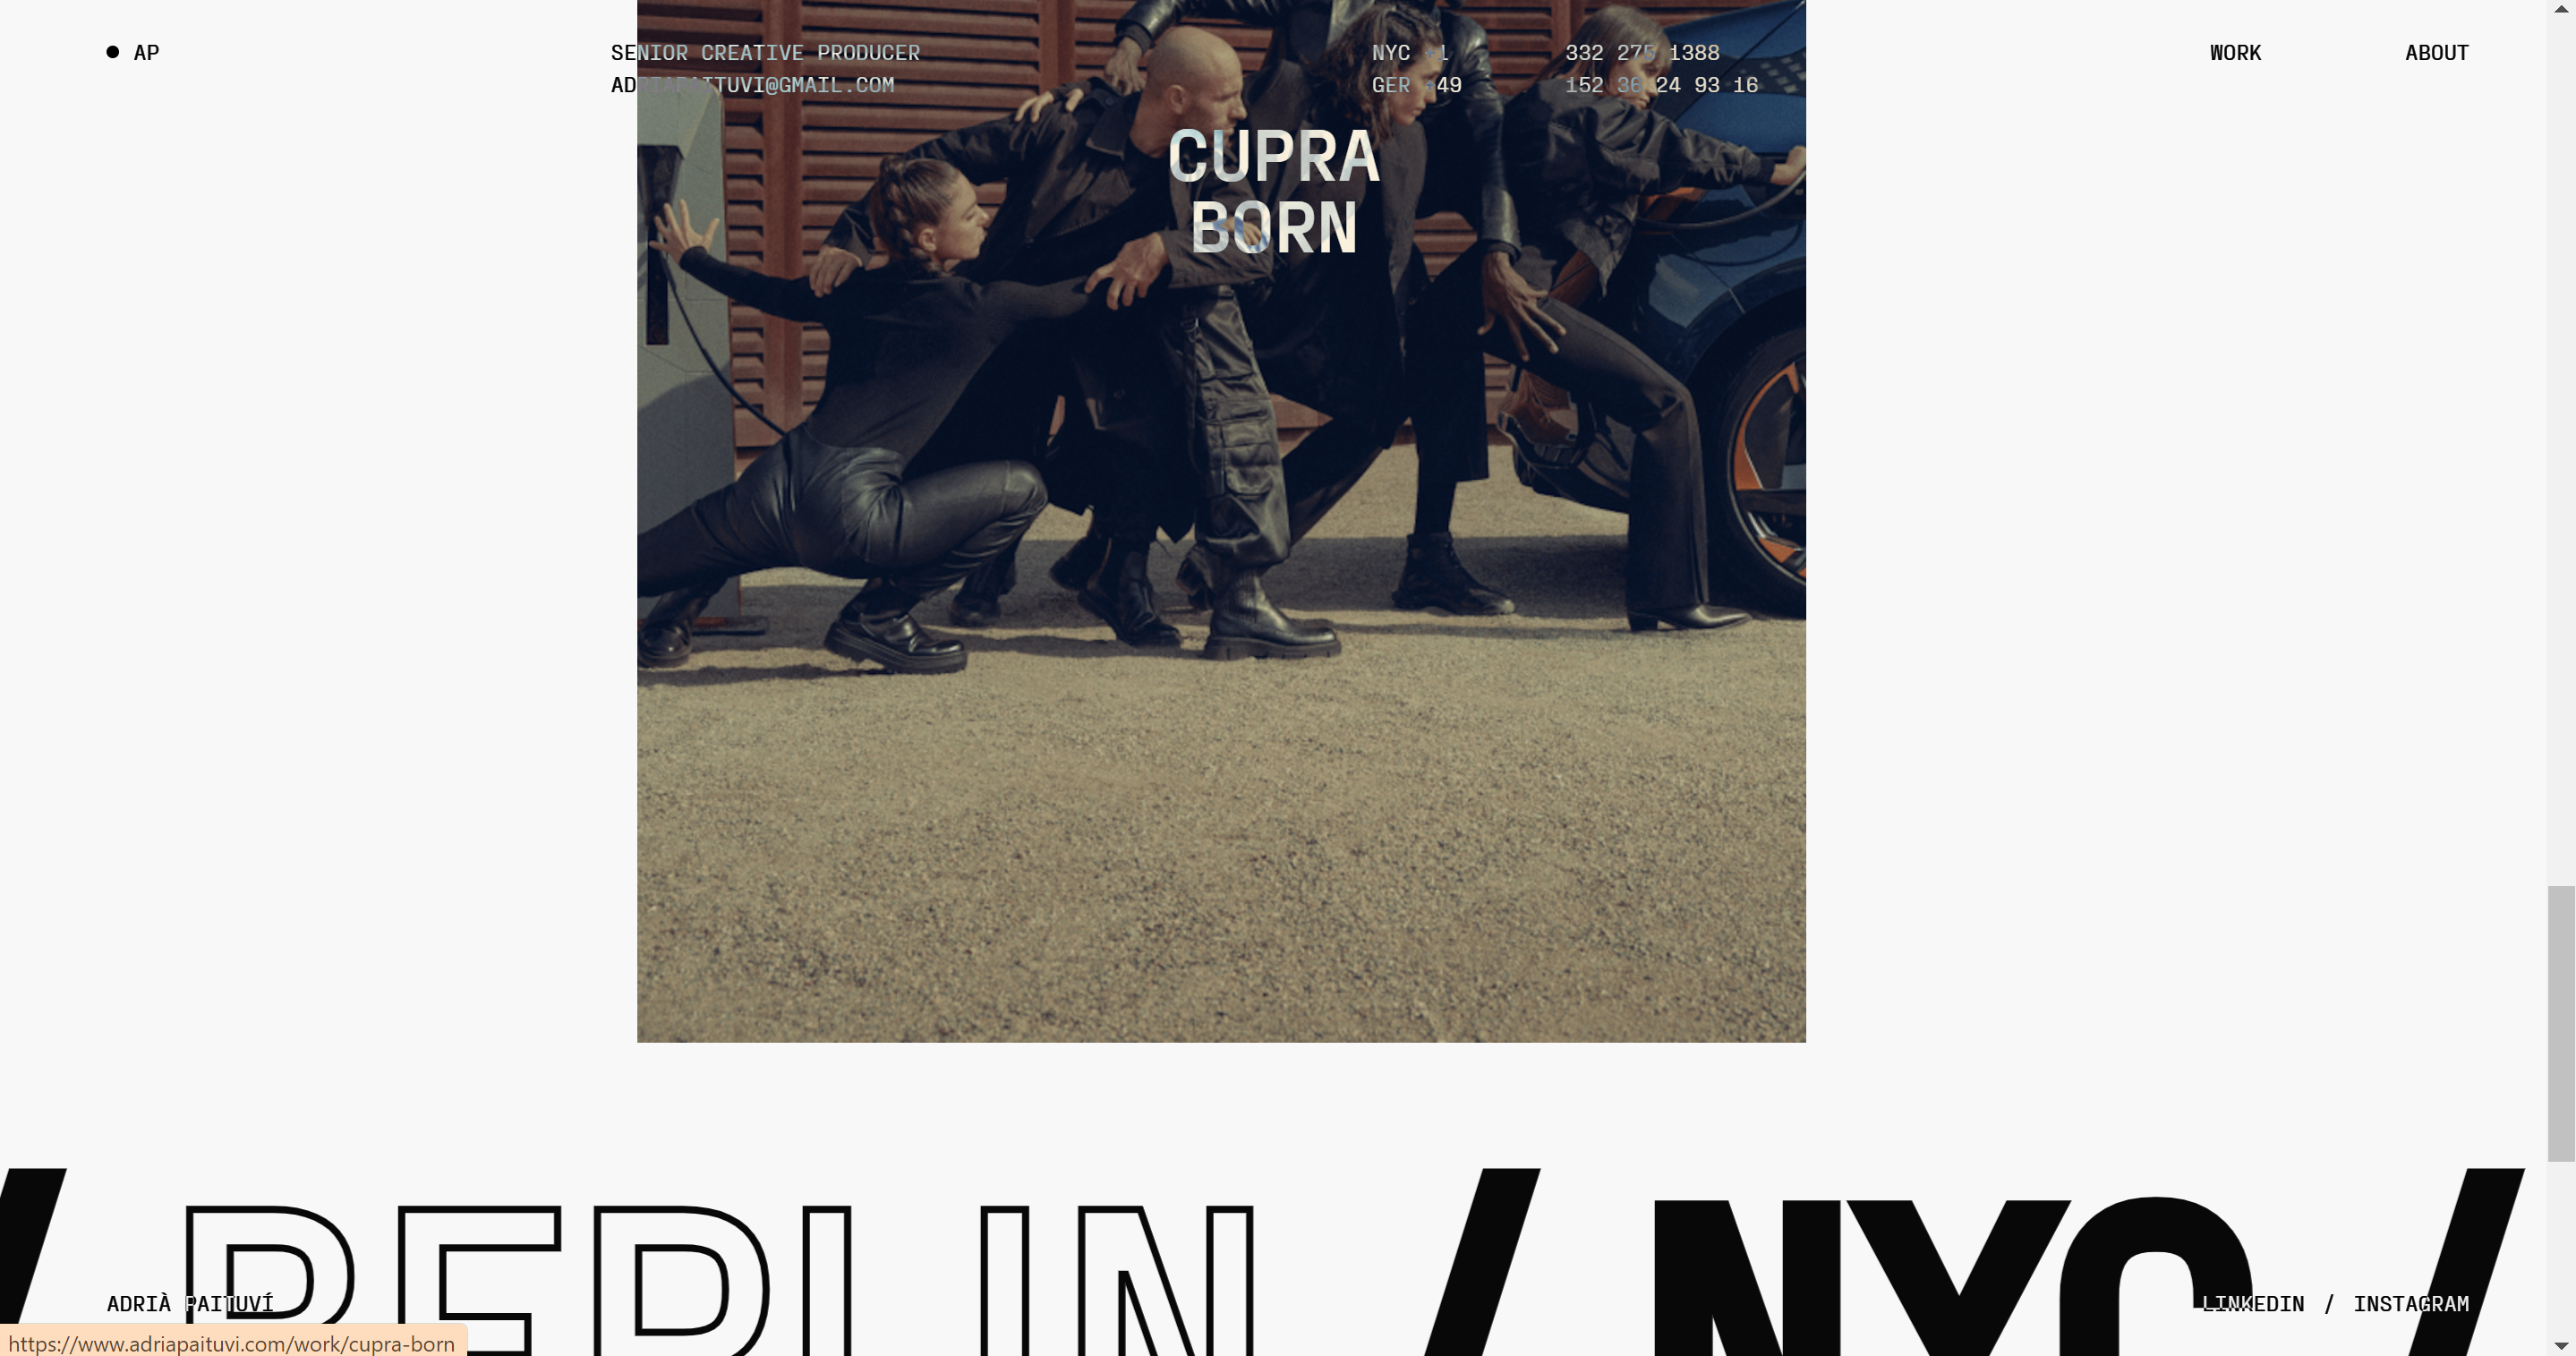 AP
SENIOR CREATIVE PRODUCER
ADRIAPAITUVI@GMAIL.COM
NYC +1 332 275 1388
GER +49 152 36 24 93 16
WORK
ABOUT
CUPRA
BORN
/ BERLIN / NYC /
ADRIÀ PAITUVÍ
LINKEDIN / INSTAGRAM
https://www.adriapaituvi.com/work/cupra-born